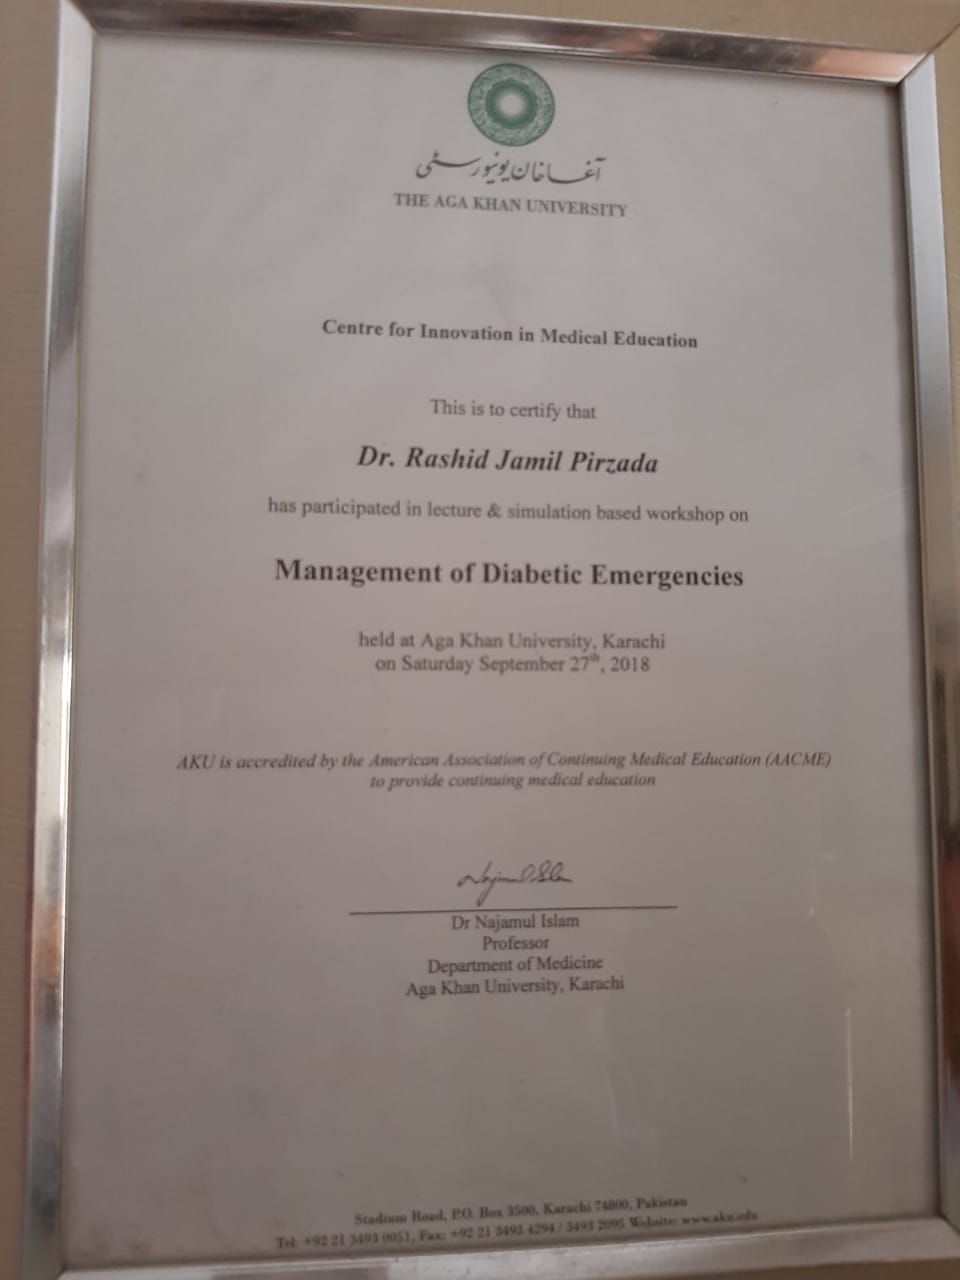 آغا خان یونیورسٹی
THE AGA KHAN UNIVERSITY
Centre for Innovation in Medical Education
This is to certify that
Dr. Rashid Jamil Pirzada
has participated in lecture & simulation based workshop on
Management of Diabetic Emergencies
held at Aga Khan University, Karachi
on Saturday September 27th, 2018
AKU is accredited by the American Association of Continuing Medical Education (AACME)
to provide continuing medical education
Dr Najamul Islam
Professor
Department of Medicine
Aga Khan University, Karachi
Stadium Road, P.O. Box 3500, Karachi 74800, Pakistan
Tel: +92 21 3493 0051, Fax: +92 21 3493 4294 / 3493 2095 Website: www.aku.edu